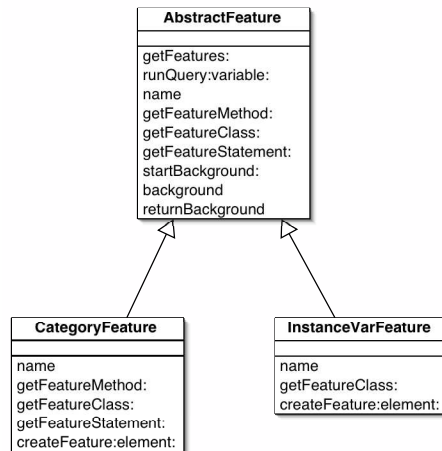 AbstractFeature
getFeatures:
runQuery:variable:
name
getFeatureMethod:
getFeatureClass:
getFeatureStatement:
startBackground:
background
returnBackground
CategoryFeature
name
getFeatureMethod:
getFeatureClass:
getFeatureStatement:
createFeature:element:
InstanceVarFeature
name
getFeatureClass:
createFeature:element: